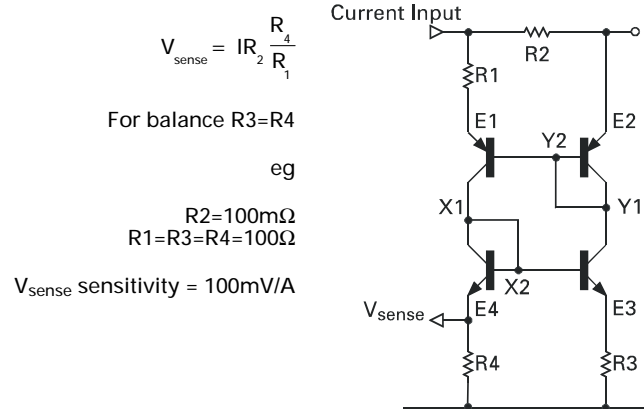 V_sense = IR_2 R_4/R_1
For balance R3=R4
eg
R2=100mΩ
R1=R3=R4=100Ω
V_sense sensitivity = 100mV/A
Current Input
R2
R1
E1
E2
Y2
X1
Y1
X2
V_sense
E4
E3
R4
R3